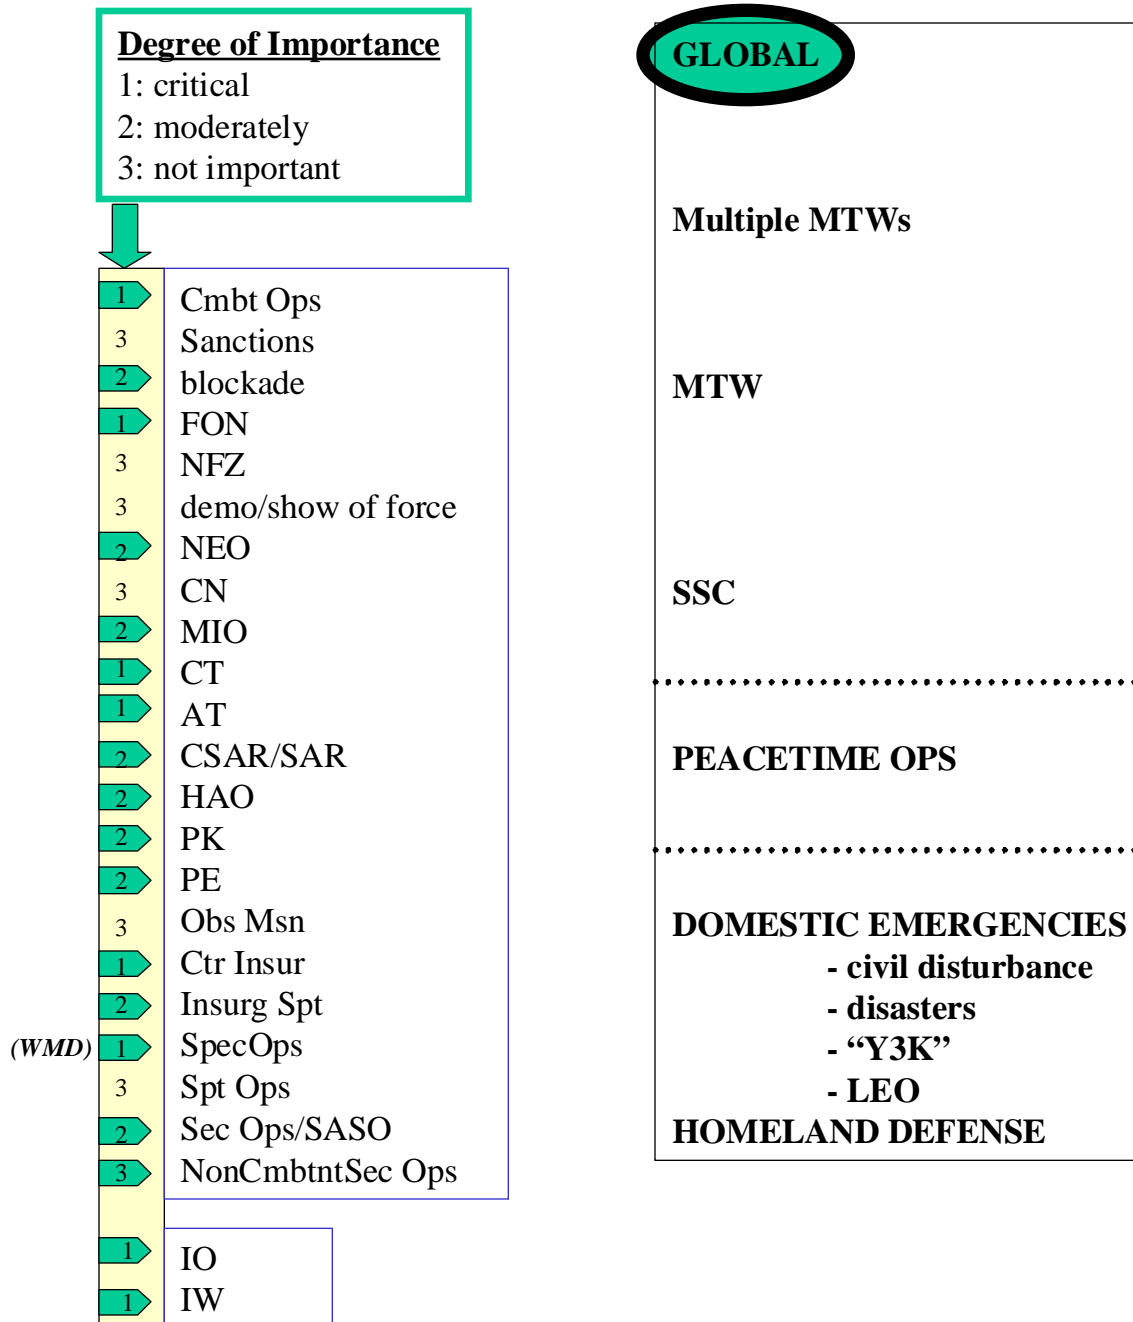 Degree of Importance
1: critical
2: moderately
3: not important
1 Cmbt Ops
3 Sanctions
2 blockade
1 FON
3 NFZ
3 demo/show of force
2 NEO
3 CN
2 MIO
1 CT
1 AT
2 CSAR/SAR
2 HAO
2 PK
2 PE
3 Obs Msn
1 Ctr Insur
2 Insurg Spt
(WMD) 1 SpecOps
3 Spt Ops
2 Sec Ops/SASO
3 NonCmbtntSec Ops
1 IO
1 IW
GLOBAL
Multiple MTWs
MTW
SSC
PEACETIME OPS
DOMESTIC EMERGENCIES
- civil disturbance
- disasters
- “Y3K”
- LEO
HOMELAND DEFENSE